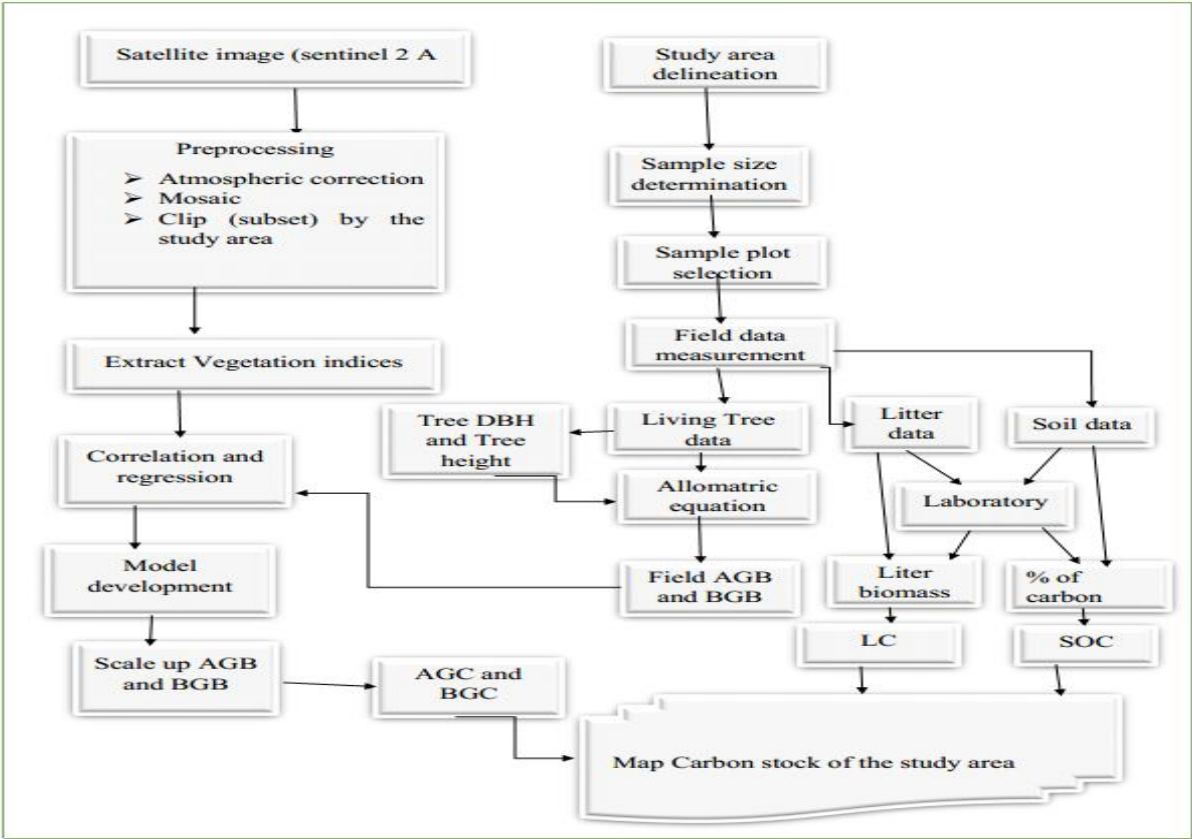 Satellite image (sentinel 2 A
Preprocessing
➢ Atmospheric correction
➢ Mosaic
➢ Clip (subset) by the
study area
Extract Vegetation indices
Correlation and
regression
Model
development
Scale up AGB
and BGB
AGC and
BGC
Study area
delineation
Sample size
determination
Sample plot
selection
Field data
measurement
Tree DBH
and Tree
height
Living Tree
data
Allomatric
equation
Field AGB
and BGB
Litter
data
Soil data
Laboratory
Liter
biomass
% of
carbon
LC
SOC
Map Carbon stock of the study area